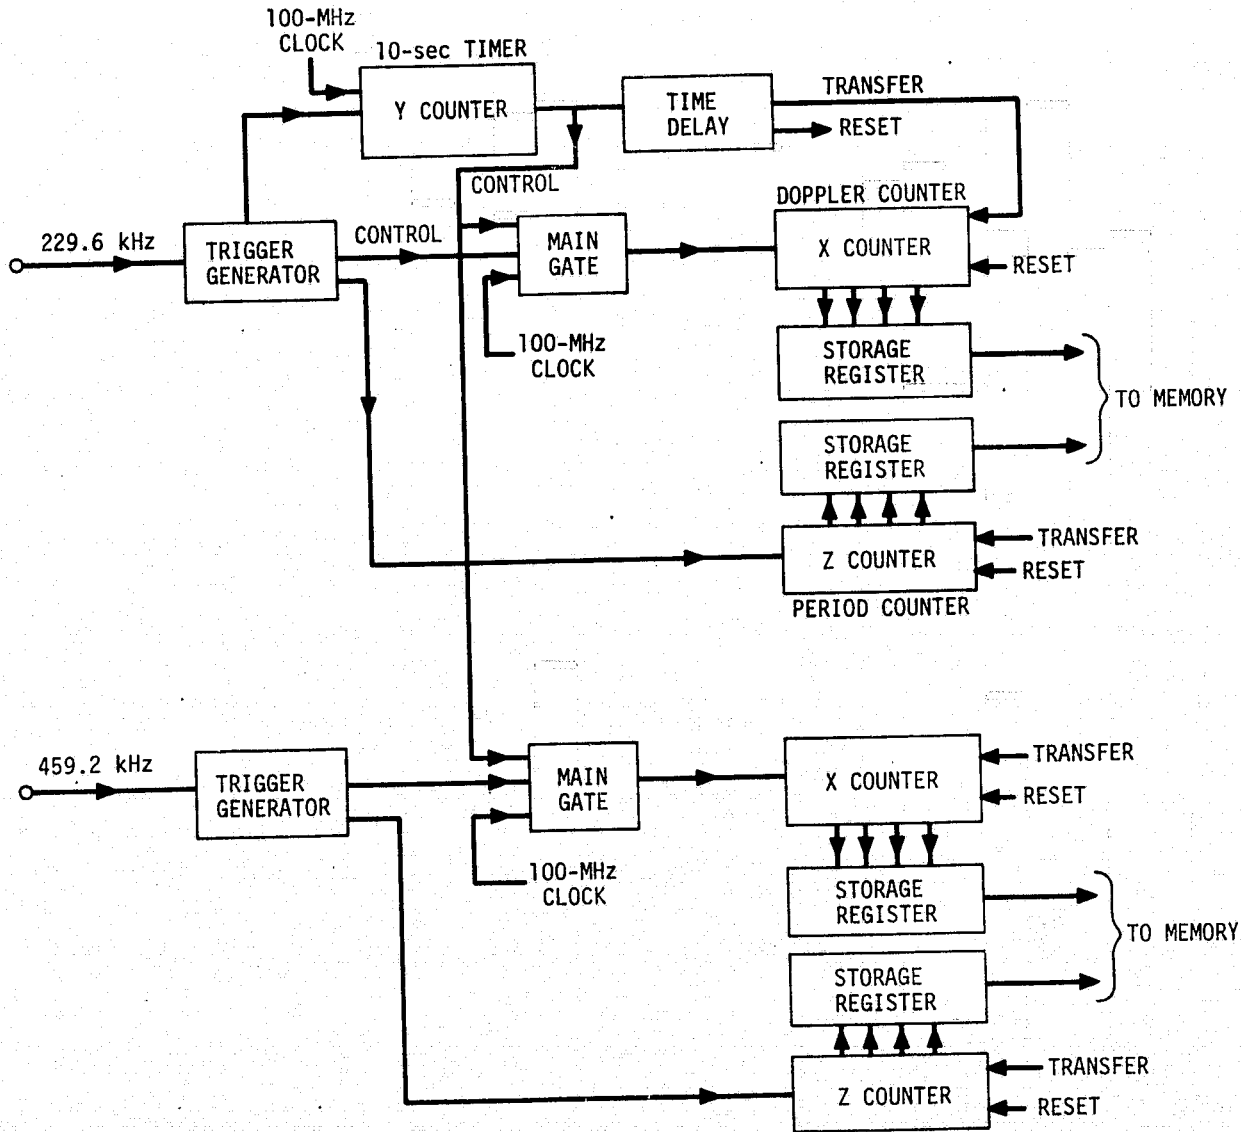 100-MHz
CLOCK
10-sec TIMER
Y COUNTER
TIME
DELAY
TRANSFER
RESET
CONTROL
DOPPLER COUNTER
229.6 kHz
TRIGGER
GENERATOR
CONTROL
MAIN
GATE
X COUNTER
RESET
100-MHz
CLOCK
STORAGE
REGISTER
TO MEMORY
STORAGE
REGISTER
Z COUNTER
TRANSFER
RESET
PERIOD COUNTER
459.2 kHz
TRIGGER
GENERATOR
MAIN
GATE
X COUNTER
TRANSFER
RESET
100-MHz
CLOCK
STORAGE
REGISTER
TO MEMORY
STORAGE
REGISTER
Z COUNTER
TRANSFER
RESET